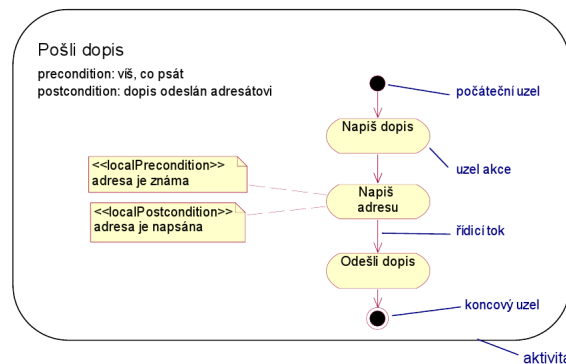 Pošli dopis
precondition: víš, co psát
postcondition: dopis odeslán adresátovi
počáteční uzel
Napiš dopis
uzel akce
<<localPrecondition>>
adresa je známa
Napiš
adresu
<<localPostcondition>>
adresa je napsána
řídicí tok
Odešli dopis
koncový uzel
aktivita